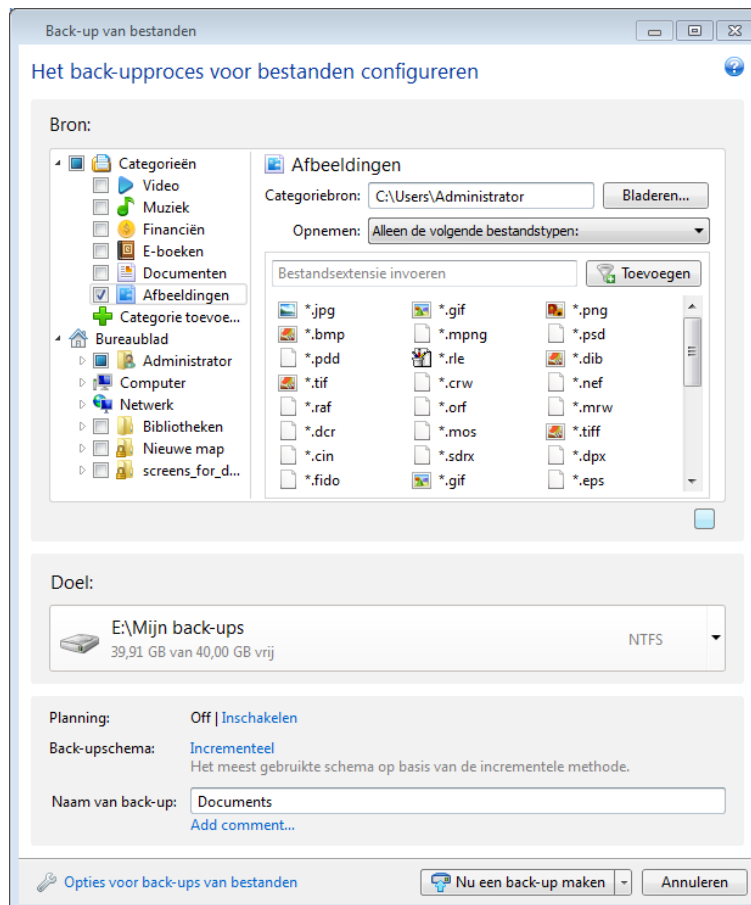 Back-up van bestanden
Het back-upproces voor bestanden configureren
Bron:
Categorieën
Video
Muziek
Financiën
E-boeken
Documenten
Afbeeldingen
Categorie toevoe...
Bureaublad
Administrator
Computer
Netwerk
Bibliotheken
Nieuwe map
screens_for_d...
Afbeeldingen
Categoriebron: C:\Users\Administrator Bladeren...
Opnemen: Alleen de volgende bestandstypen:
Bestandsextensie invoeren Toevoegen
*.jpg *.gif *.png
*.bmp *.mpng *.psd
*.pdd *.rle *.dib
*.tif *.crw *.nef
*.raf *.orf *.mrw
*.dcr *.mos *.tiff
*.cin *.sdrx *.dpx
*.fido *.gif *.eps
Doel:
E:\Mijn back-ups
39,91 GB van 40,00 GB vrij
NTFS
Planning: Off | Inschakelen
Back-upschema: Incrementeel
Het meest gebruikte schema op basis van de incrementele methode.
Naam van back-up: Documents
Add comment...
Opties voor back-ups van bestanden Nu een back-up maken Annuleren